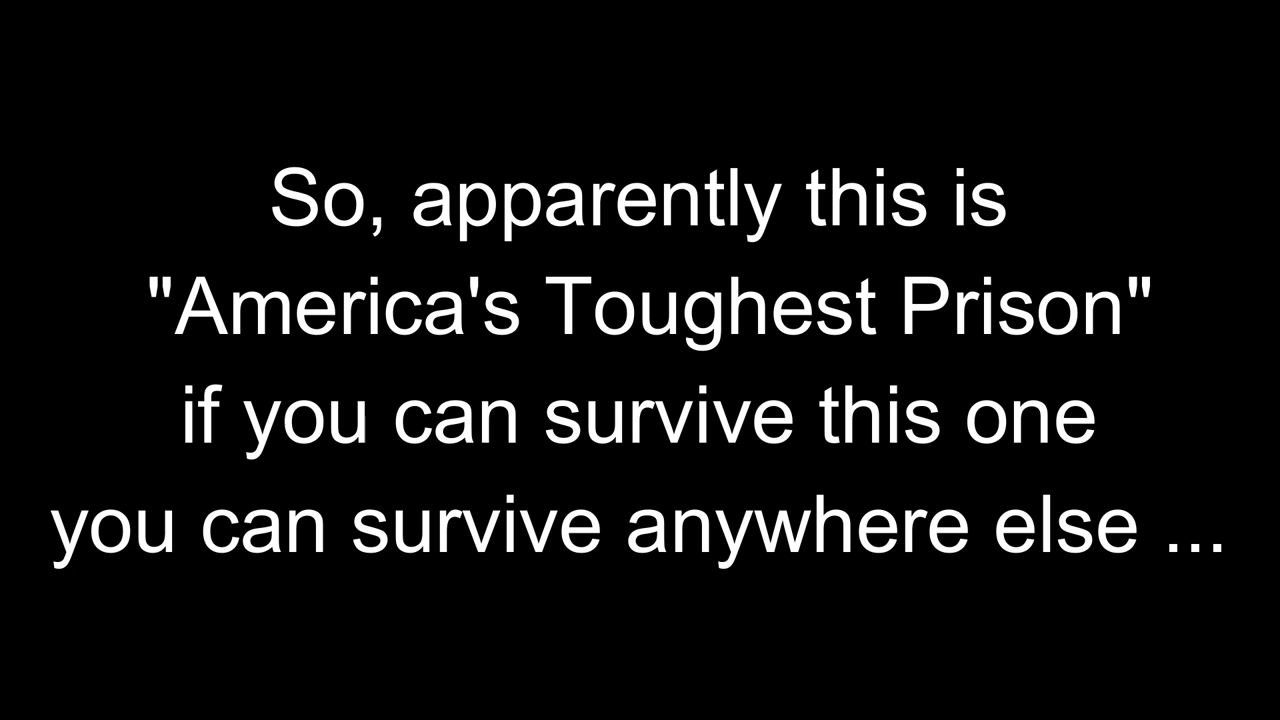 So, apparently this is
"America's Toughest Prison"
if you can survive this one
you can survive anywhere else ...